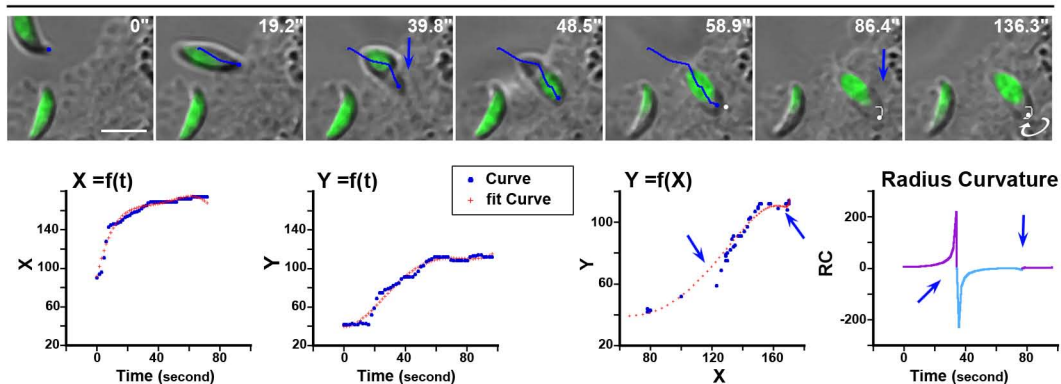 0" 19.2" 39.8" 48.5" 58.9" 86.4" 136.3"
X =f(t) Y =f(t) Y =f(X) Radius Curvature
Curve
fit Curve
X
180
140
100
60
20
0 40 80
Time (second)
Y
180
140
100
60
20
0 40 80
Time (second)
Y
100
60
20
80 120 160
X
RC
200
0
-200
0 40 80
Time (second)